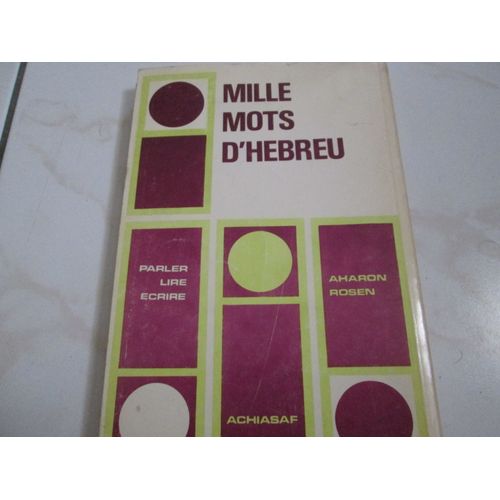 MILLE
MOTS
D'HEBREU
PARLER
LIRE
ECRIRE
AHARON
ROSEN
ACHIASAF